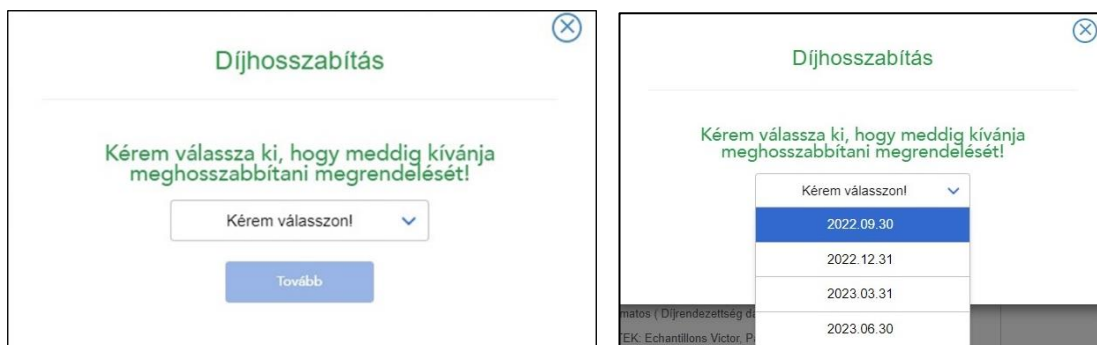 Díjhosszabítás
Kérem válassza ki, hogy meddig kívánja
meghosszabbítani megrendelését!
Kérem válasszon!
Tovább
Díjhosszabítás
Kérem válassza ki, hogy meddig kívánja
meghosszabbítani megrendelését!
Kérem válasszon!
2022.09.30
2022.12.31
2023.03.31
2023.06.30
matos ( Díjrendezettség da
TEK: Echantillons Victor, P